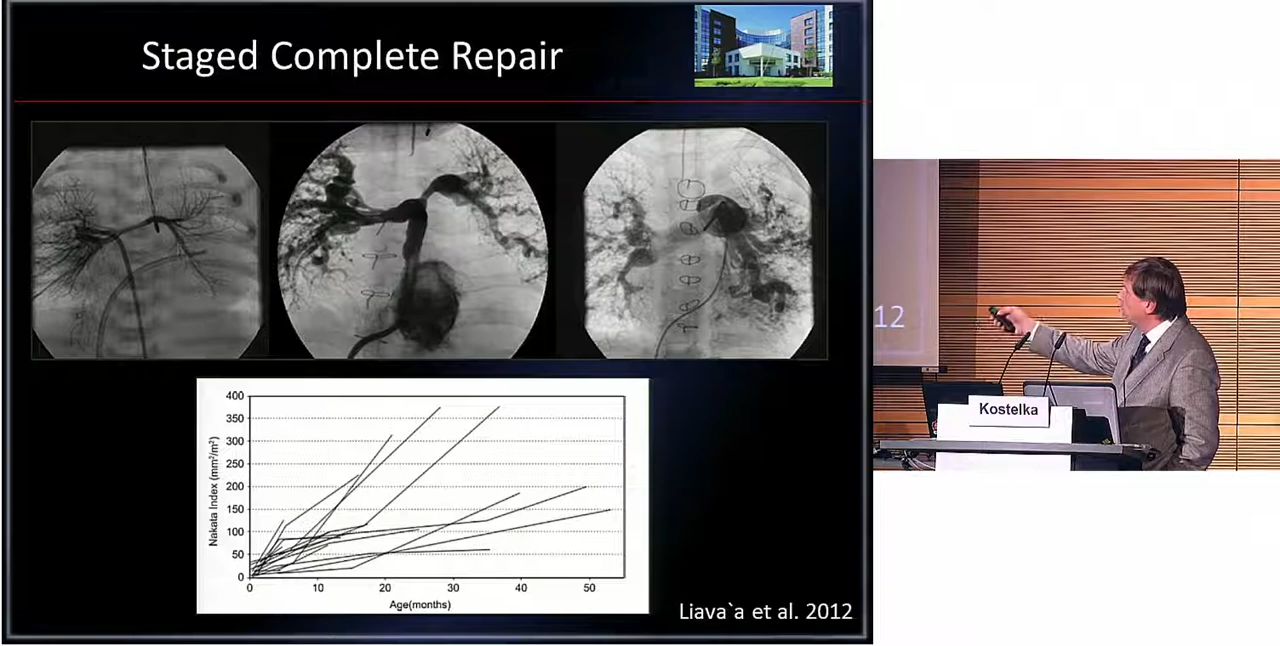 Staged Complete Repair
400
350
300
250
200
150
100
50
0
Nakata Index (mm²/m²)
0 10 20 30 40 50
Age(months)
Liava`a et al. 2012
12
Kostelka